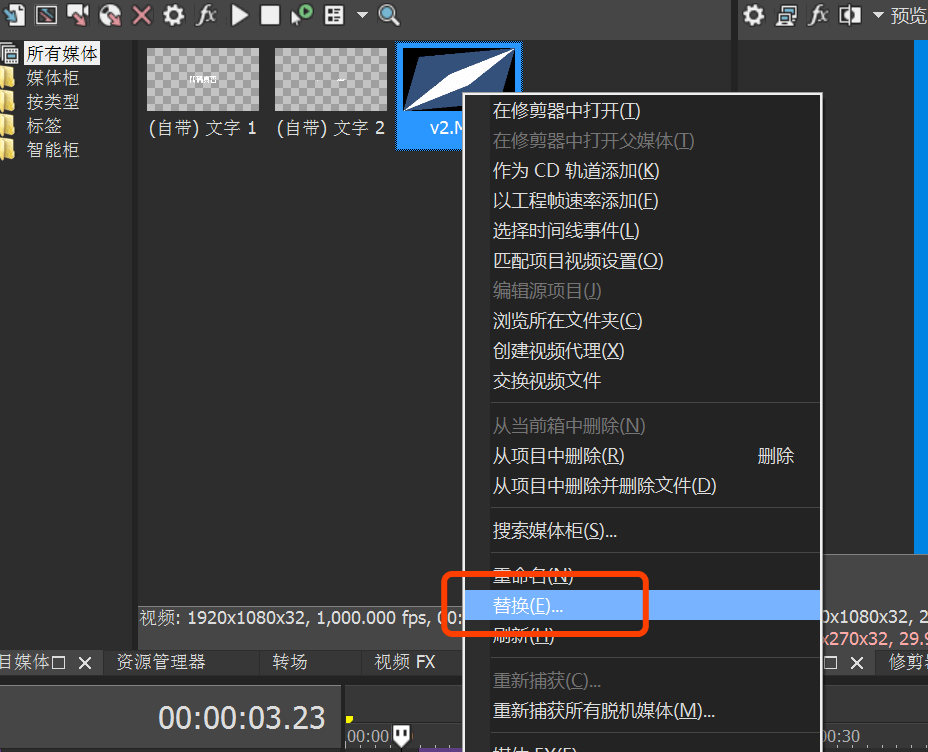 预览
所有媒体
媒体柜
按类型
标签
智能柜
(自带) 文字 1
(自带) 文字 2
v2.M
在修剪器中打开(T)
在修剪器中打开父媒体(T)
作为 CD 轨道添加(K)
以工程帧速率添加(F)
选择时间线事件(L)
匹配项目视频设置(O)
编辑源项目(J)
浏览所在文件夹(C)
创建视频代理(X)
交换视频文件
从当前箱中删除(N)
从项目中删除(R) 删除
从项目中删除并删除文件(D)
搜索媒体柜(S)...
重命名(N)
替换(E)...
刷新(H)
重新捕获(C)...
重新捕获所有脱机媒体(M)...
媒体 FX(F)
视频: 1920x1080x32, 1,000.000 fps, 00:
0x1080x32, 2
x270x32, 29.9
目媒体
资源管理器
转场
视频 FX
修剪器
00:00:03.23
00:00
00:30